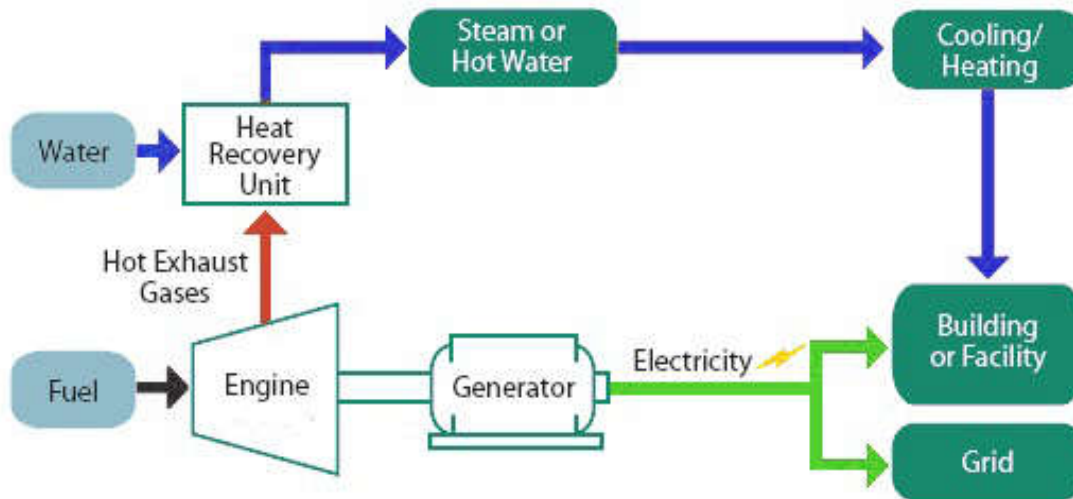 Steam or
Hot Water
Cooling/
Heating
Water
Heat
Recovery
Unit
Hot Exhaust
Gases
Building
or Facility
Electricity
Fuel
Engine
Generator
Grid